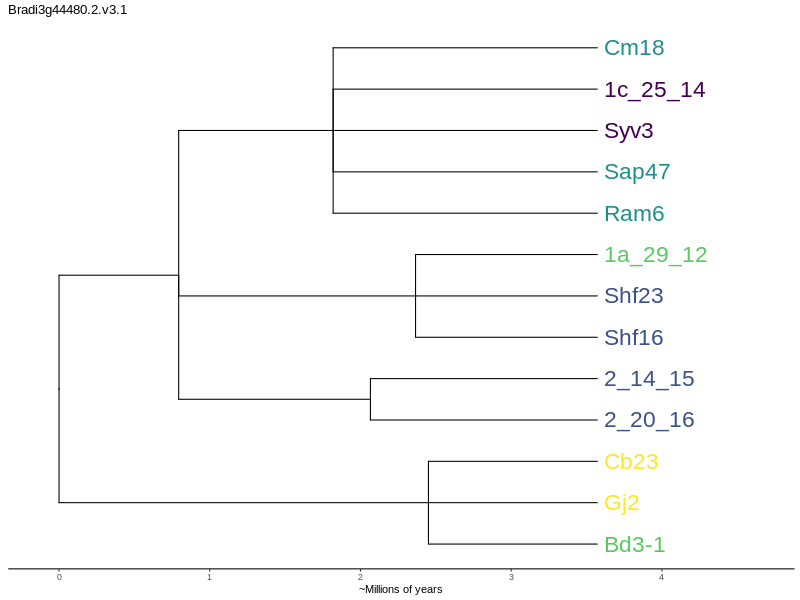 Bradi3g44480.2.v3.1
Cm18
1c_25_14
Syv3
Sap47
Ram6
1a_29_12
Shf23
Shf16
2_14_15
2_20_16
Cb23
Gj2
Bd3-1
0 1 2 3 4
~Millions of years